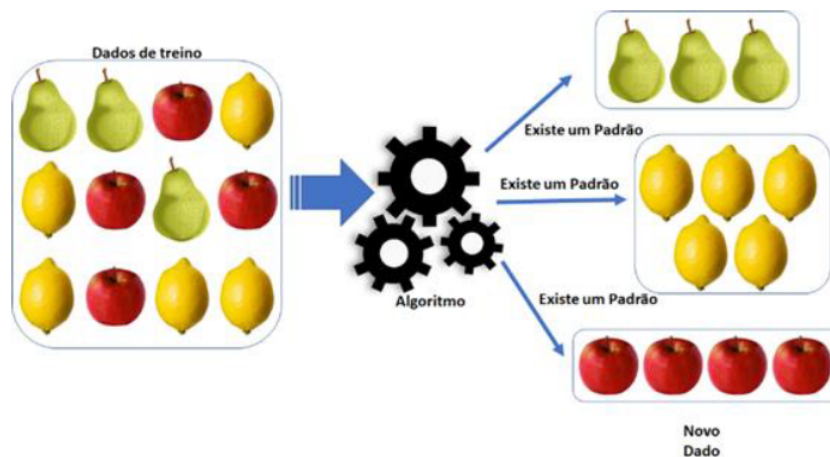 Dados de treino
Existe um Padrão
Existe um Padrão
Algoritmo
Existe um Padrão
Novo
Dado